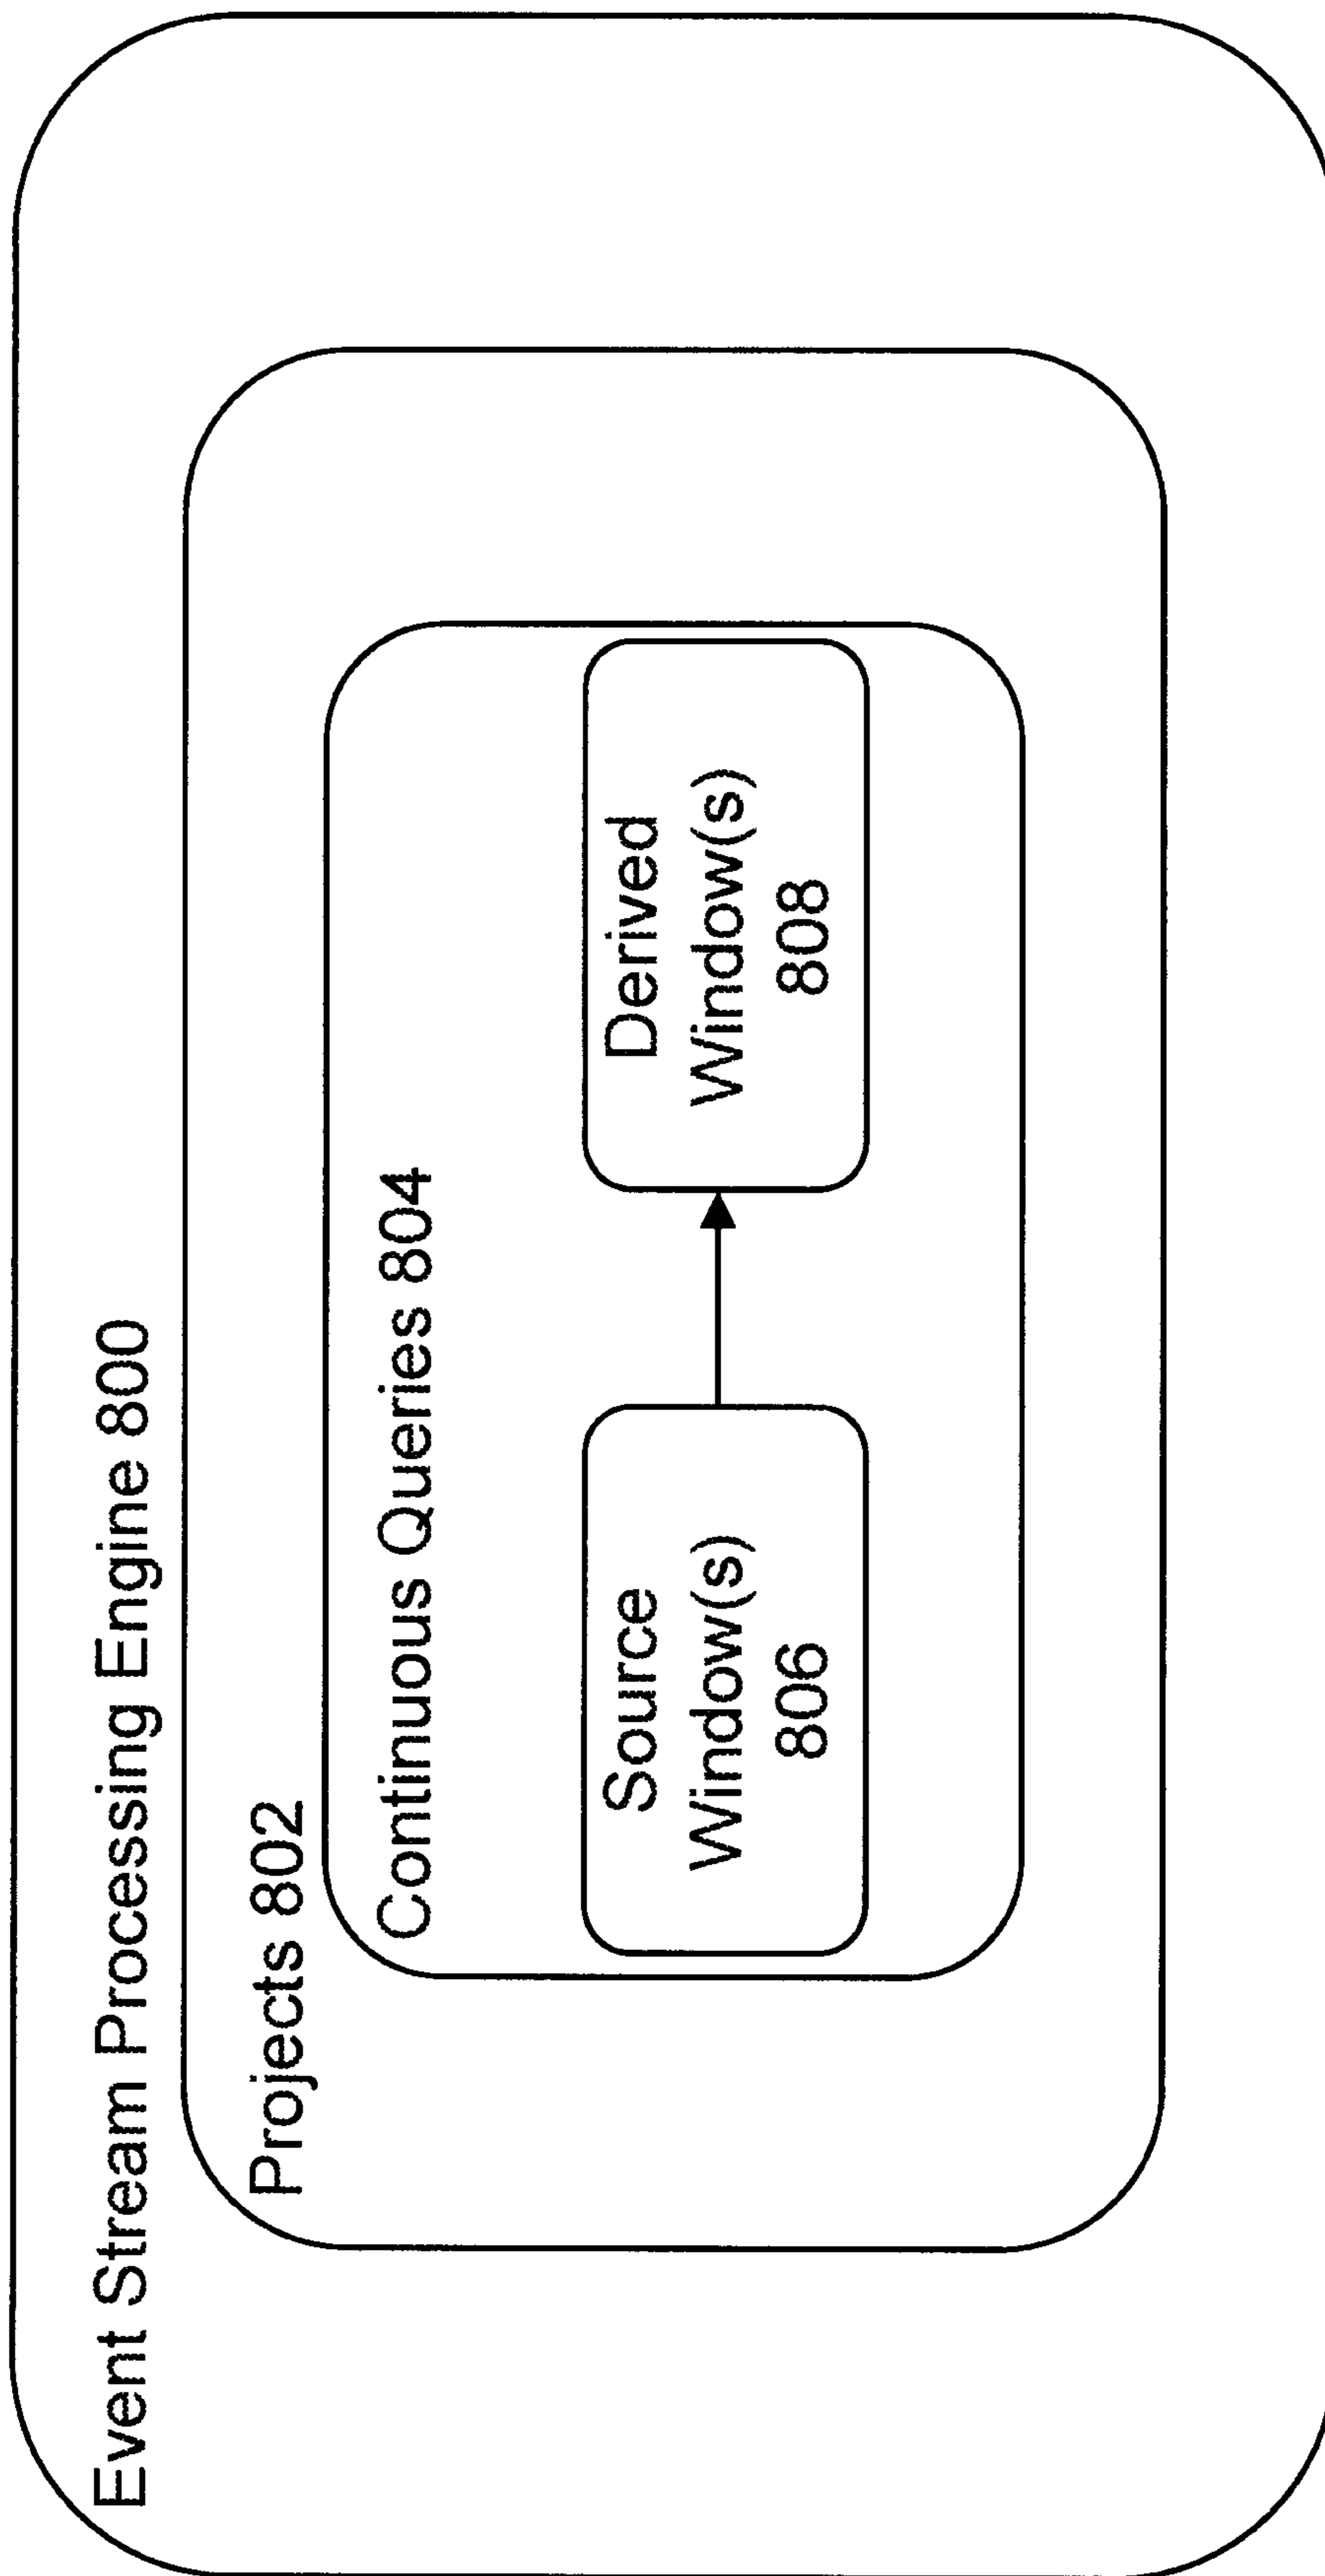 Event Stream Processing Engine 800
Projects 802
Continuous Queries 804
Source
Window(s)
806
Derived
Window(s)
808